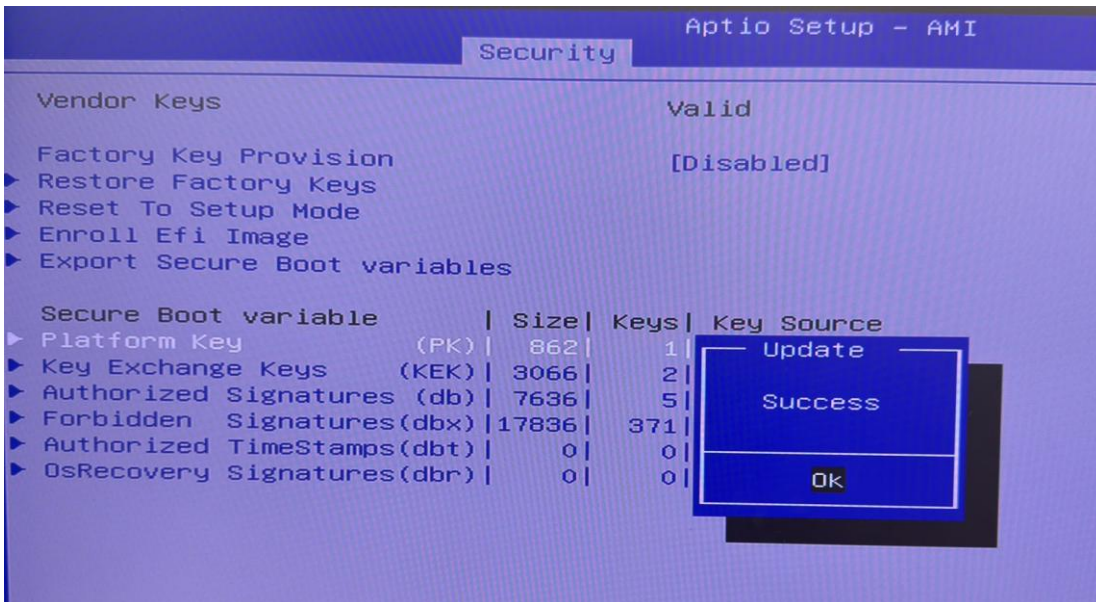 Aptio Setup - AMI
Security
Vendor Keys Valid
Factory Key Provision [Disabled]
Restore Factory Keys
Reset To Setup Mode
Enroll Efi Image
Export Secure Boot variables
Secure Boot variable | Size| Keys| Key Source
Platform Key (PK)| 862| 1|
Key Exchange Keys (KEK)| 3066| 2|
Authorized Signatures (db)| 7636| 5|
Forbidden Signatures(dbx)|17836| 371|
Authorized TimeStamps(dbt)| 0| 0|
OsRecovery Signatures(dbr)| 0| 0|
Update
Success
Ok